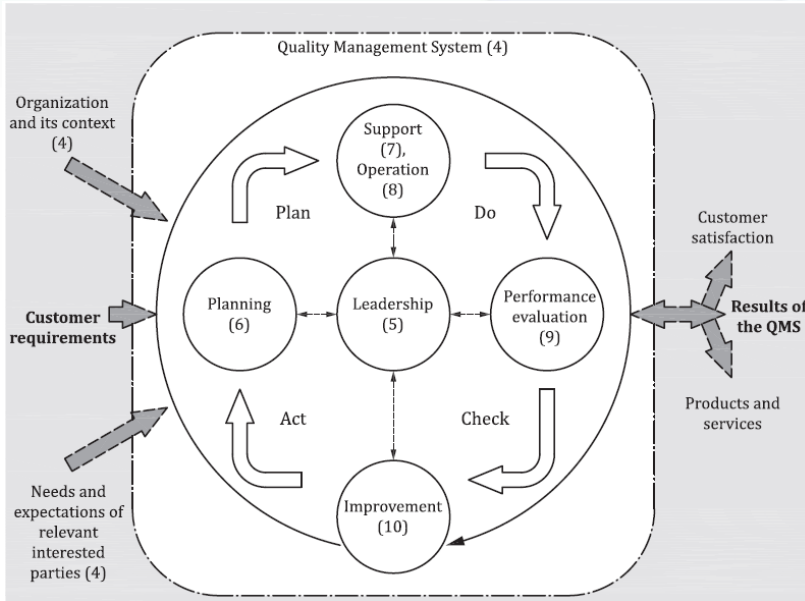 Quality Management System (4)
Organization
and its context
(4)
Support
(7),
Operation
(8)
Plan
Do
Customer
satisfaction
Planning
(6)
Leadership
(5)
Performance
evaluation
(9)
Customer
requirements
Results of
the QMS
Act
Check
Products and
services
Needs and
expectations of
relevant
interested
parties (4)
Improvement
(10)